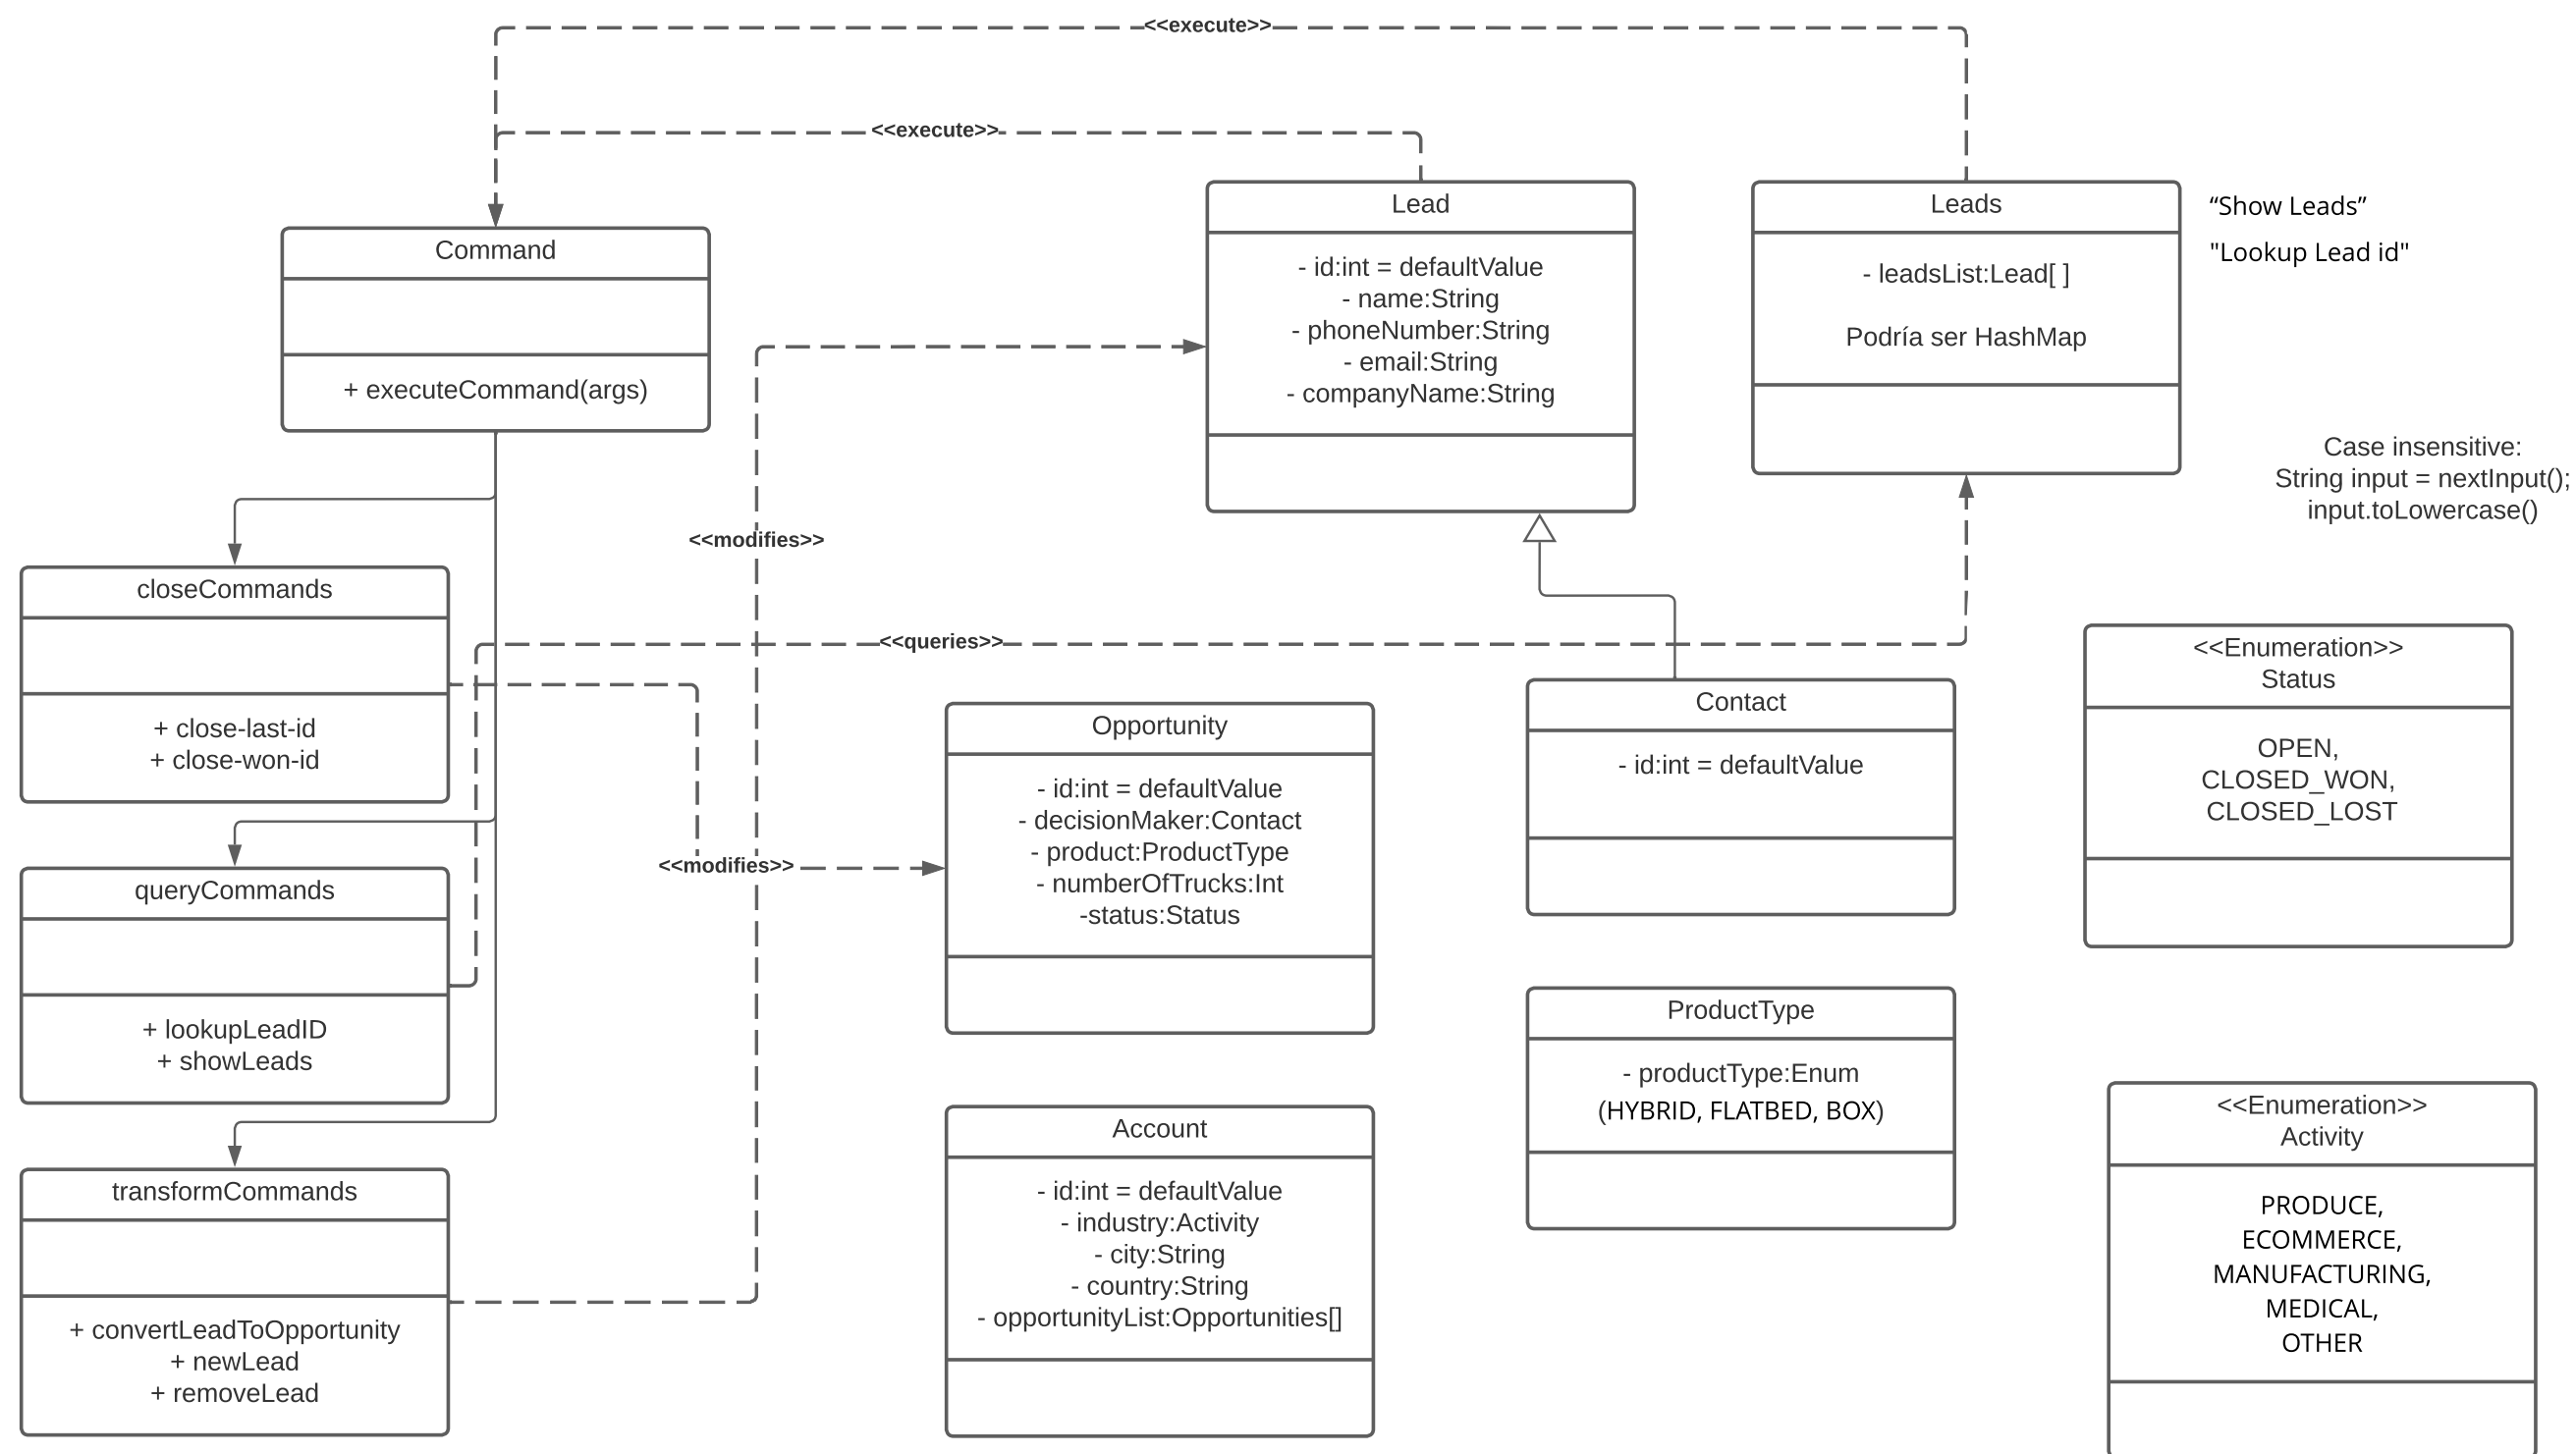 <<execute>>
<<execute>>
Command
+ executeCommand(args)
Lead
- id:int = defaultValue
- name:String
- phoneNumber:String
- email:String
- companyName:String
Leads
- leadsList:Lead[ ]
Podría ser HashMap
“Show Leads”
"Lookup Lead id"
Case insensitive:
String input = nextInput();
input.toLowercase()
<<modifies>>
closeCommands
+ close-last-id
+ close-won-id
<<queries>>
<<modifies>>
queryCommands
+ lookupLeadID
+ showLeads
transformCommands
+ convertLeadToOpportunity
+ newLead
+ removeLead
Opportunity
- id:int = defaultValue
- decisionMaker:Contact
- product:ProductType
- numberOfTrucks:Int
-status:Status
Account
- id:int = defaultValue
- industry:Activity
- city:String
- country:String
- opportunityList:Opportunities[]
Contact
- id:int = defaultValue
ProductType
- productType:Enum
(HYBRID, FLATBED, BOX)
<<Enumeration>>
Status
OPEN,
CLOSED_WON,
CLOSED_LOST
<<Enumeration>>
Activity
PRODUCE,
ECOMMERCE,
MANUFACTURING,
MEDICAL,
OTHER